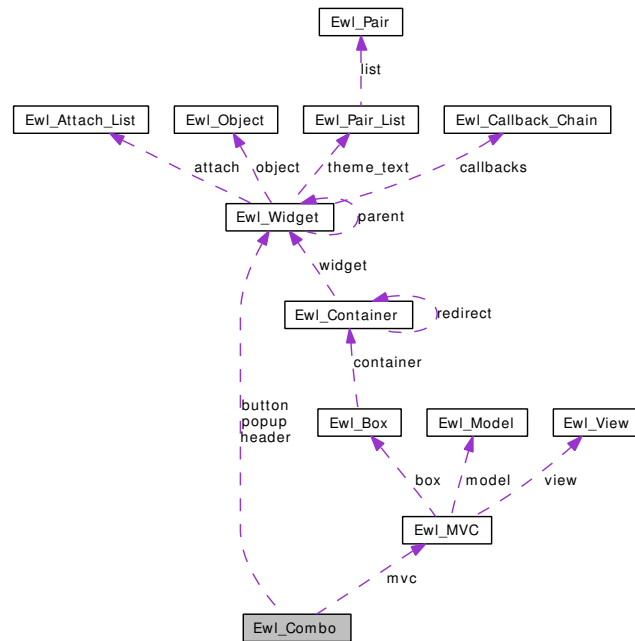 Ewl_Pair
list
Ewl_Attach_List
Ewl_Object
Ewl_Pair_List
Ewl_Callback_Chain
attach
object
theme_text
callbacks
Ewl_Widget
parent
widget
Ewl_Container
redirect
container
button
popup
header
Ewl_Box
Ewl_Model
Ewl_View
box
model
view
Ewl_MVC
mvc
Ewl_Combo